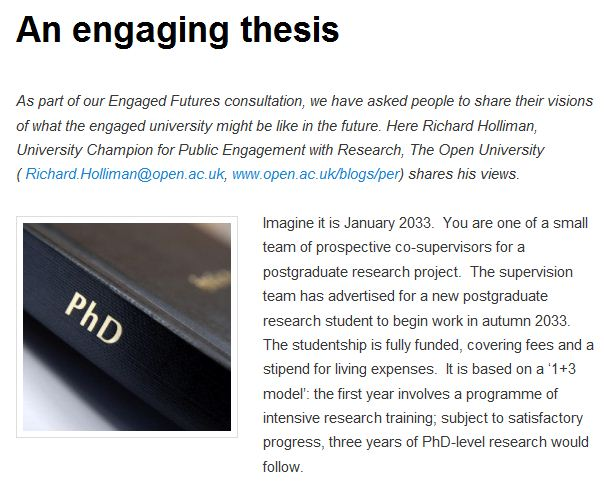 An engaging thesis
As part of our Engaged Futures consultation, we have asked people to share their visions
of what the engaged university might be like in the future. Here Richard Holliman,
University Champion for Public Engagement with Research, The Open University
( Richard.Holliman@open.ac.uk, www.open.ac.uk/blogs/per) shares his views.
PhD
Imagine it is January 2033.  You are one of a small
team of prospective co-supervisors for a
postgraduate research project.  The supervision
team has advertised for a new postgraduate
research student to begin work in autumn 2033.
The studentship is fully funded, covering fees and a
stipend for living expenses.  It is based on a ‘1+3
model’: the first year involves a programme of
intensive research training; subject to satisfactory
progress, three years of PhD-level research would
follow.